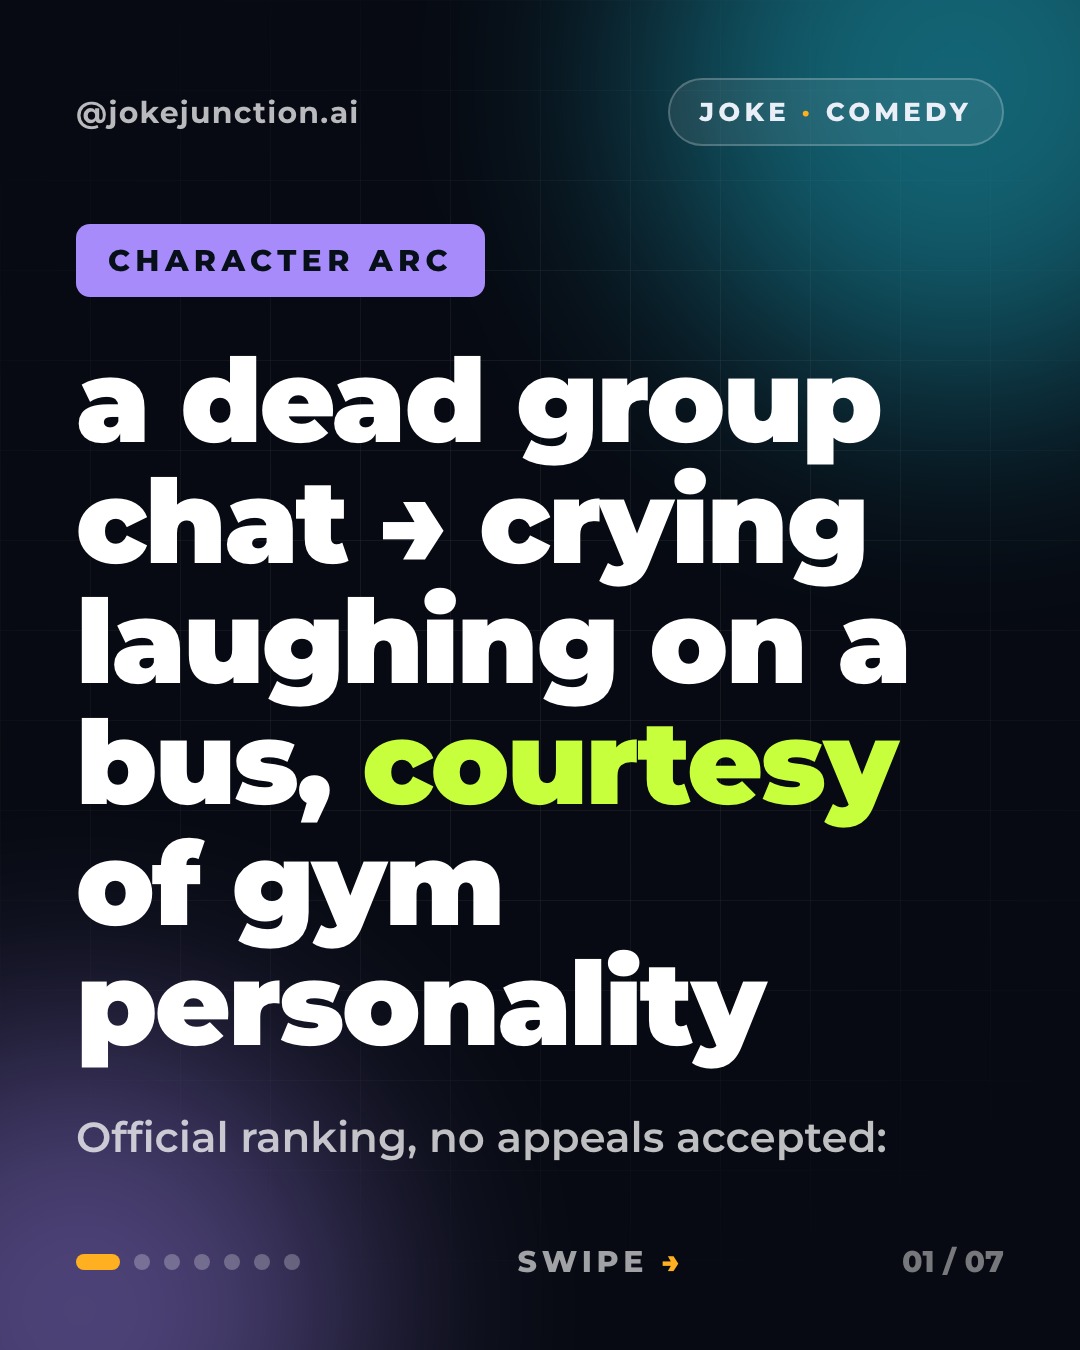 @jokejunction.ai
JOKE · COMEDY
CHARACTER ARC
a dead group
chat → crying
laughing on a
bus, courtesy
of gym
personality
Official ranking, no appeals accepted:
SWIPE →
01 / 07